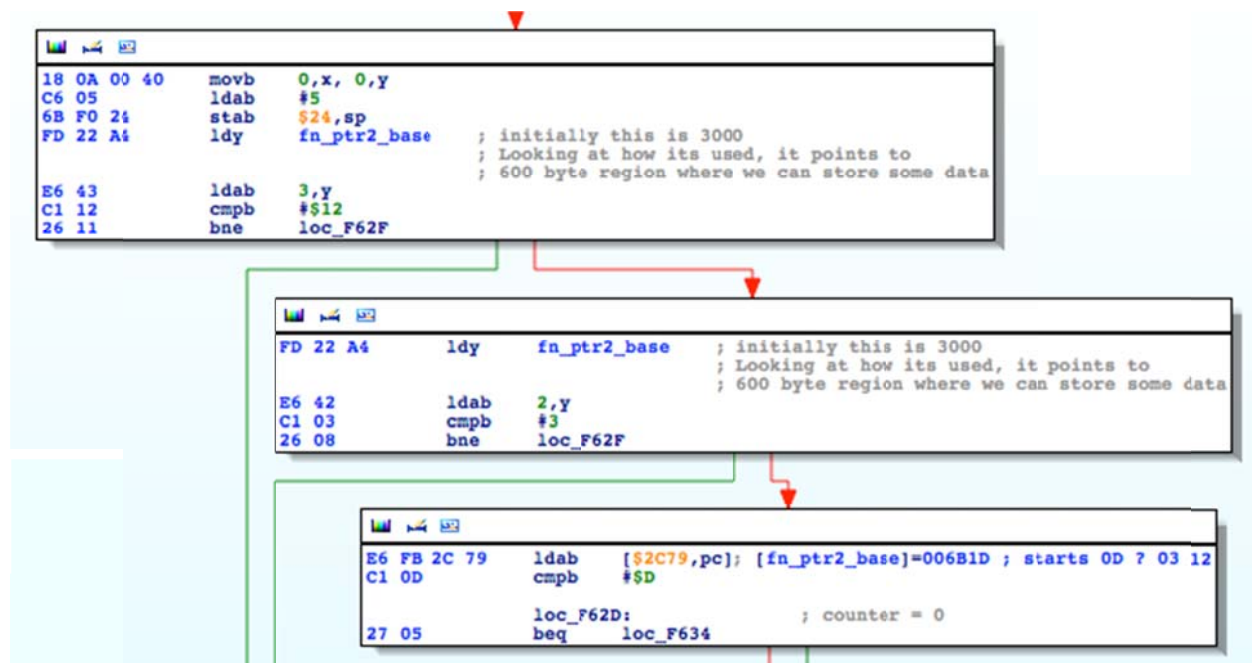 18 0A 00 40 movb 0,x, 0,y
C6 05 ldab #5
6B F0 24 stab $24,sp
FD 22 A4 ldy fn_ptr2_base ; initially this is 3000
; Looking at how its used, it points to
; 600 byte region where we can store some data
E6 43 ldab 3,y
C1 12 cmpb #$12
26 11 bne loc_F62F
FD 22 A4 ldy fn_ptr2_base ; initially this is 3000
; Looking at how its used, it points to
; 600 byte region where we can store some data
E6 42 ldab 2,y
C1 03 cmpb #3
26 08 bne loc_F62F
E6 FB 2C 79 ldab [$2C79,pc]; [fn_ptr2_base]=006B1D ; starts 0D ? 03 12
C1 0D cmpb #$D
loc_F62D: ; counter = 0
27 05 beq loc_F634